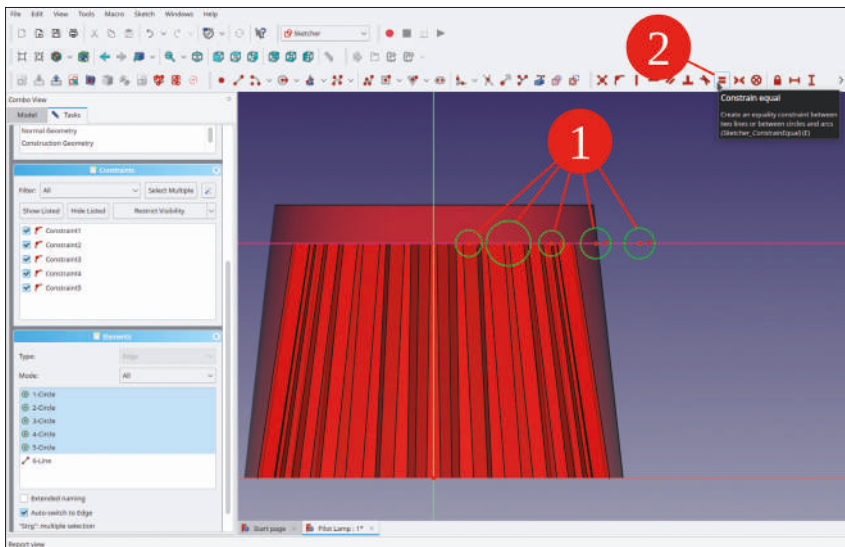 File Edit View Tools Macro Sketch Windows Help
Sketcher
2
Constrain equal
Create an equality constraint between
two lines or between circles and arcs
(Sketcher_ConstrainEqual) (E)
1
Combo View
Model Tasks
Normal Geometry
Construction Geometry
Constraints
Filter: All Select Multiple
Show Listed Hide Listed Restrict Visibility
Constraint1
Constraint2
Constraint3
Constraint4
Constraint5
Elements
Type: Edge
Mode: All
1-Circle
2-Circle
3-Circle
4-Circle
5-Circle
6-Line
Extended naming
Auto-switch to Edge
"Strg": multiple selection
Start page Pilot Lamp : 1*
Report view